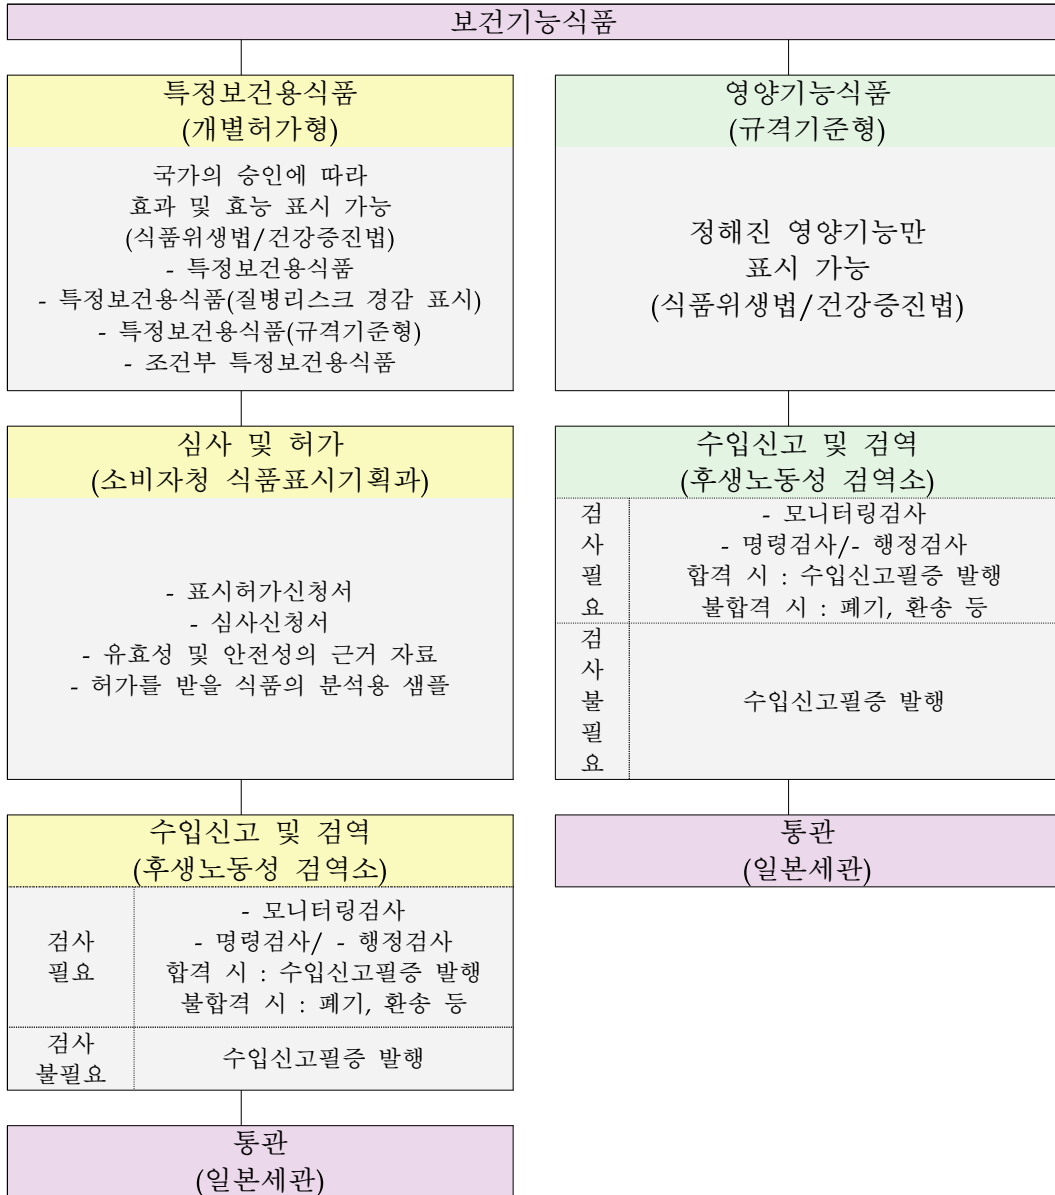 보건기능식품
특정보건용식품
(개별허가형)
국가의 승인에 따라
효과 및 효능 표시 가능
(식품위생법/건강증진법)
- 특정보건용식품
- 특정보건용식품(질병리스크 경감 표시)
- 특정보건용식품(규격기준형)
- 조건부 특정보건용식품
심사 및 허가
(소비자청 식품표시기획과)
- 표시허가신청서
- 심사신청서
- 유효성 및 안전성의 근거 자료
- 허가를 받을 식품의 분석용 샘플
수입신고 및 검역
(후생노동성 검역소)
검사
필요
- 모니터링검사
- 명령검사/ - 행정검사
합격 시 : 수입신고필증 발행
불합격 시 : 폐기, 환송 등
검사
불필요
수입신고필증 발행
통관
(일본세관)
영양기능식품
(규격기준형)
정해진 영양기능만
표시 가능
(식품위생법/건강증진법)
수입신고 및 검역
(후생노동성 검역소)
검
사
필
요
- 모니터링검사
- 명령검사/- 행정검사
합격 시 : 수입신고필증 발행
불합격 시 : 폐기, 환송 등
검
사
불
필
요
수입신고필증 발행
통관
(일본세관)